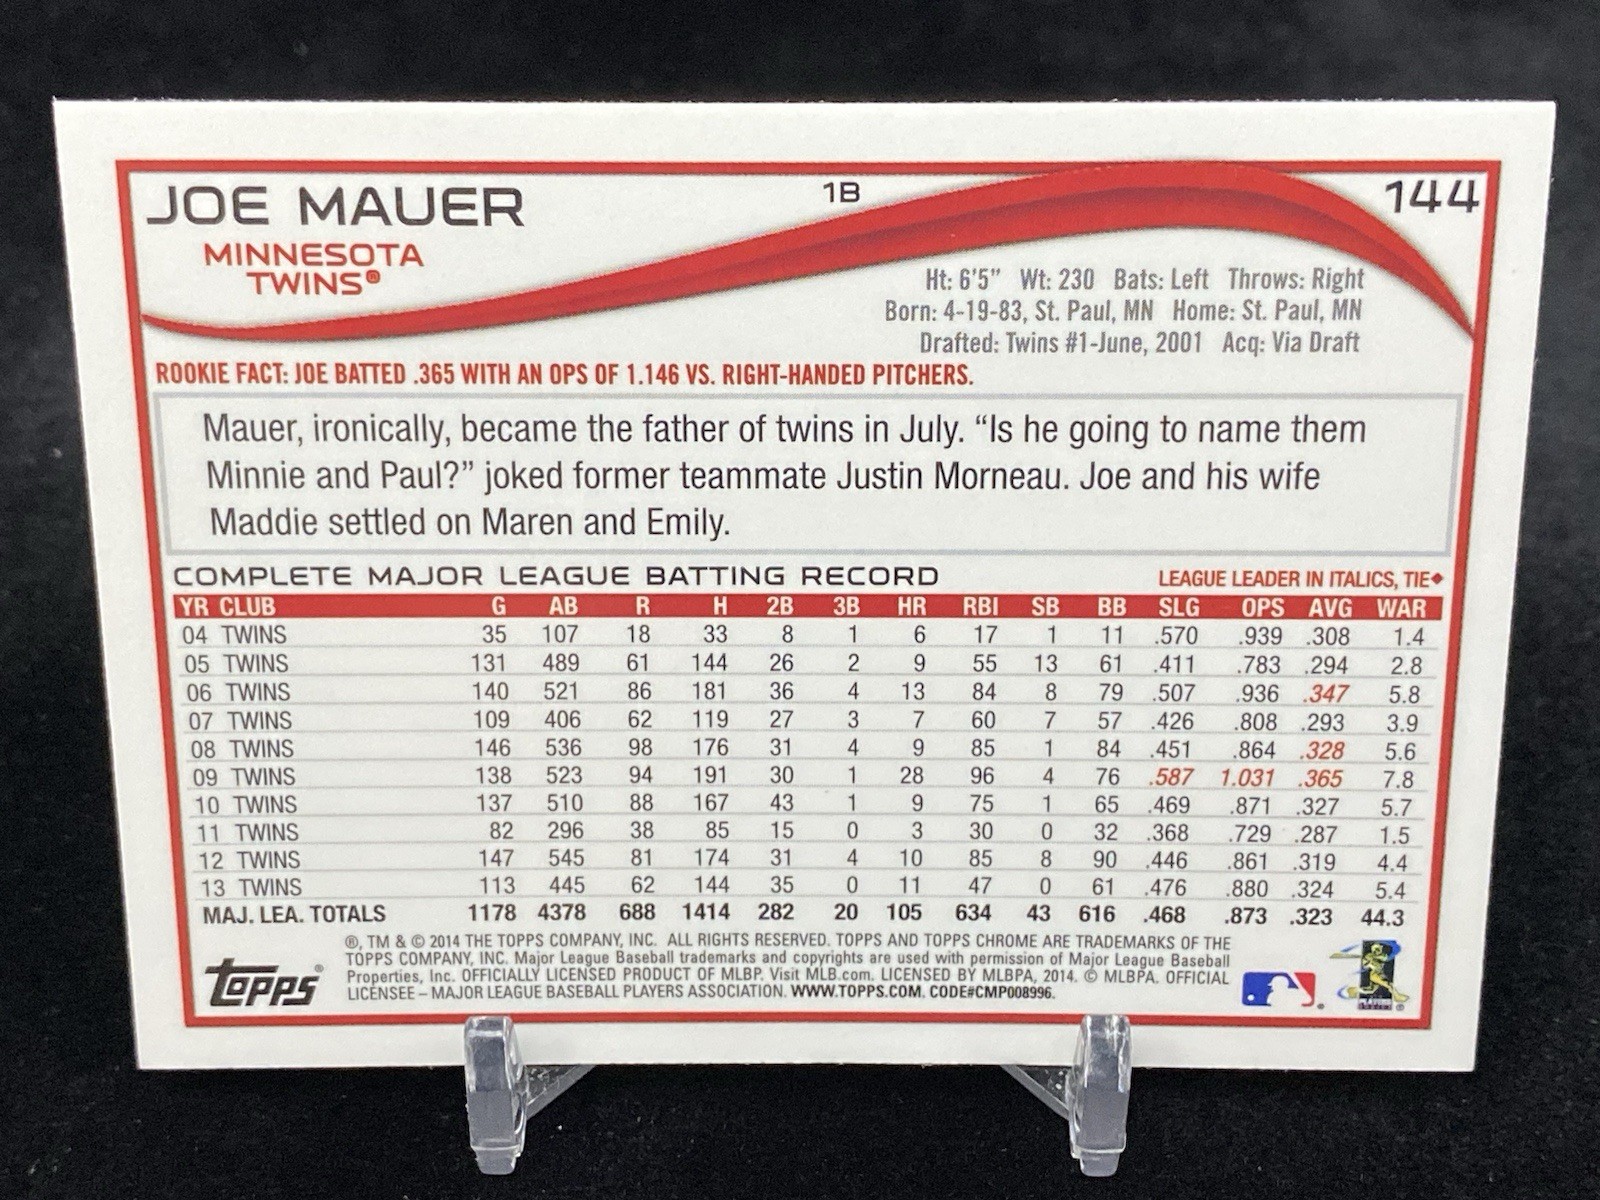 JOE MAUER 1B 144
MINNESOTA
TWINS®
Ht: 6'5" Wt: 230 Bats: Left Throws: Right
Born: 4-19-83, St. Paul, MN Home: St. Paul, MN
Drafted: Twins #1-June, 2001 Acq: Via Draft
ROOKIE FACT: JOE BATTED .365 WITH AN OPS OF 1.146 VS. RIGHT-HANDED PITCHERS.
Mauer, ironically, became the father of twins in July. “Is he going to name them
Minnie and Paul?” joked former teammate Justin Morneau. Joe and his wife
Maddie settled on Maren and Emily.
COMPLETE MAJOR LEAGUE BATTING RECORD LEAGUE LEADER IN ITALICS, TIE◆
YR CLUB G AB R H 2B 3B HR RBI SB BB SLG OPS AVG WAR
04 TWINS 35 107 18 33 8 1 6 17 1 11 .570 .939 .308 1.4
05 TWINS 131 489 61 144 26 2 9 55 13 61 .411 .783 .294 2.8
06 TWINS 140 521 86 181 36 4 13 84 8 79 .507 .936 .347 5.8
07 TWINS 109 406 62 119 27 3 7 60 7 57 .426 .808 .293 3.9
08 TWINS 146 536 98 176 31 4 9 85 1 84 .451 .864 .328 5.6
09 TWINS 138 523 94 191 30 1 28 96 4 76 .587 1.031 .365 7.8
10 TWINS 137 510 88 167 43 1 9 75 1 65 .469 .871 .327 5.7
11 TWINS 82 296 38 85 15 0 3 30 0 32 .368 .729 .287 1.5
12 TWINS 147 545 81 174 31 4 10 85 8 90 .446 .861 .319 4.4
13 TWINS 113 445 62 144 35 0 11 47 0 61 .476 .880 .324 5.4
MAJ. LEA. TOTALS 1178 4378 688 1414 282 20 105 634 43 616 .468 .873 .323 44.3
®, TM & © 2014 THE TOPPS COMPANY, INC. ALL RIGHTS RESERVED. TOPPS AND TOPPS CHROME ARE TRADEMARKS OF THE
TOPPS COMPANY, INC. Major League Baseball trademarks and copyrights are used with permission of Major League Baseball
Properties, Inc. OFFICIALLY LICENSED PRODUCT OF MLBP. Visit MLB.com. LICENSED BY MLBPA, 2014. © MLBPA. OFFICIAL
LICENSEE – MAJOR LEAGUE BASEBALL PLAYERS ASSOCIATION. WWW.TOPPS.COM. CODE#CMP008996.
Topps®